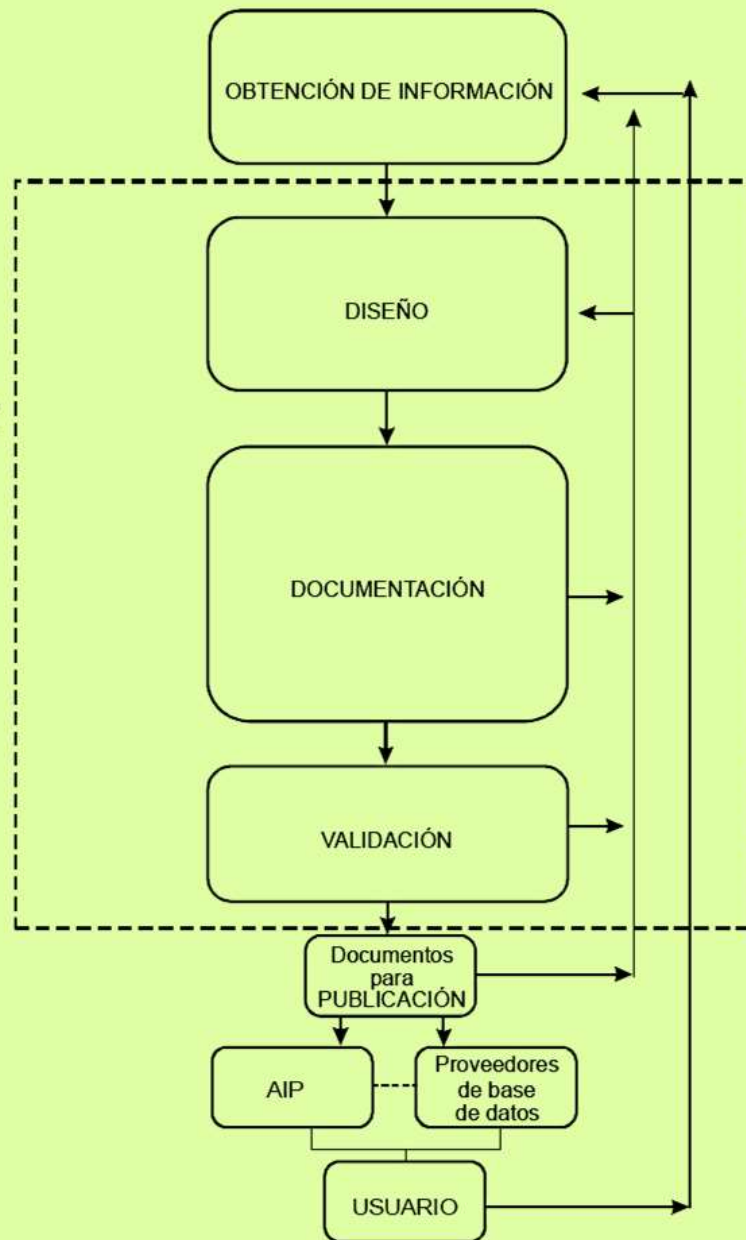 OBTENCIÓN DE INFORMACIÓN
DISEÑO
DOCUMENTACIÓN
VALIDACIÓN
Documentos
para
PUBLICACIÓN
AIP
Proveedores
de base
de datos
USUARIO